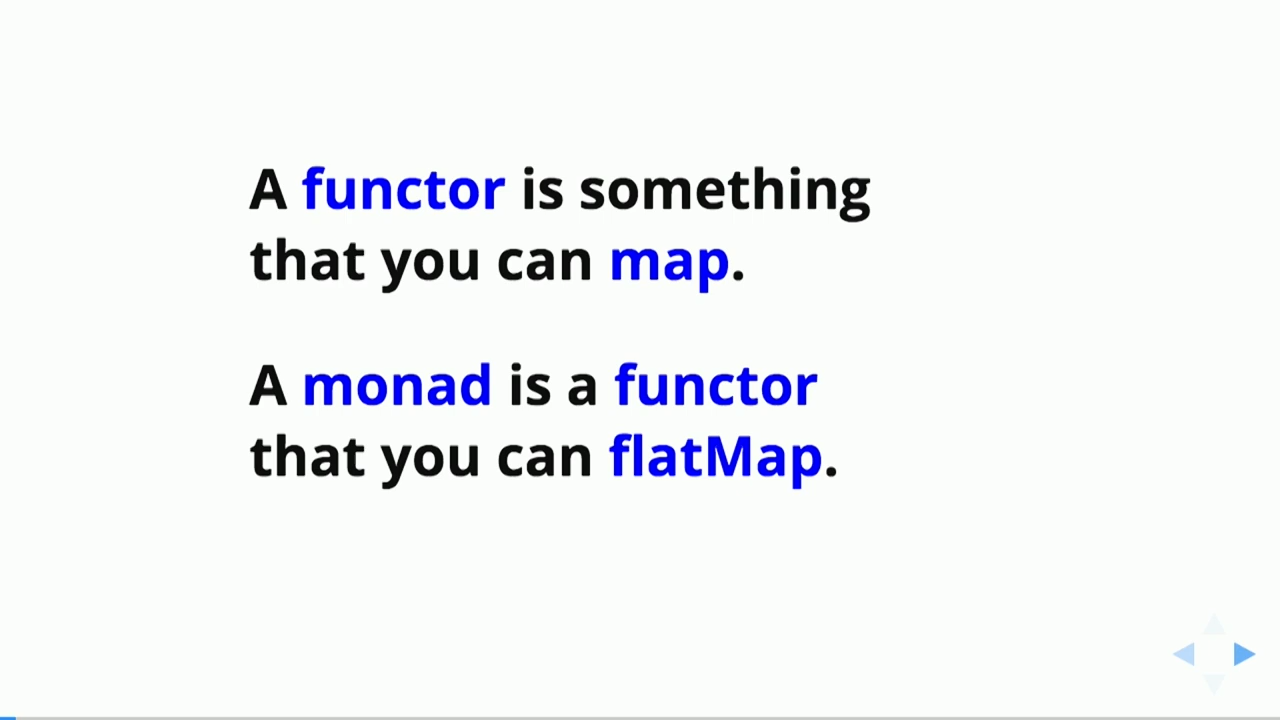 A functor is something
that you can map.
A monad is a functor
that you can flatMap.